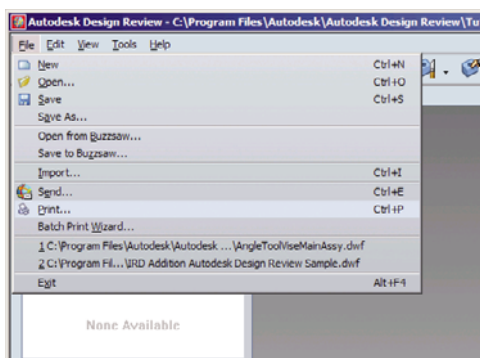 Autodesk Design Review - C:\Program Files\Autodesk\Autodesk Design Review\Tu
File Edit View Tools Help
New Ctrl+N
Open... Ctrl+O
Save Ctrl+S
Save As...
Open from Buzzsaw...
Save to Buzzsaw...
Import... Ctrl+I
Send... Ctrl+E
Print... Ctrl+P
Batch Print Wizard...
1 C:\Program Files\Autodesk\Autodesk ...\AngleToolViseMainAssy.dwf
2 C:\Program Fil...\IRD Addition Autodesk Design Review Sample.dwf
Exit Alt+F4
None Available